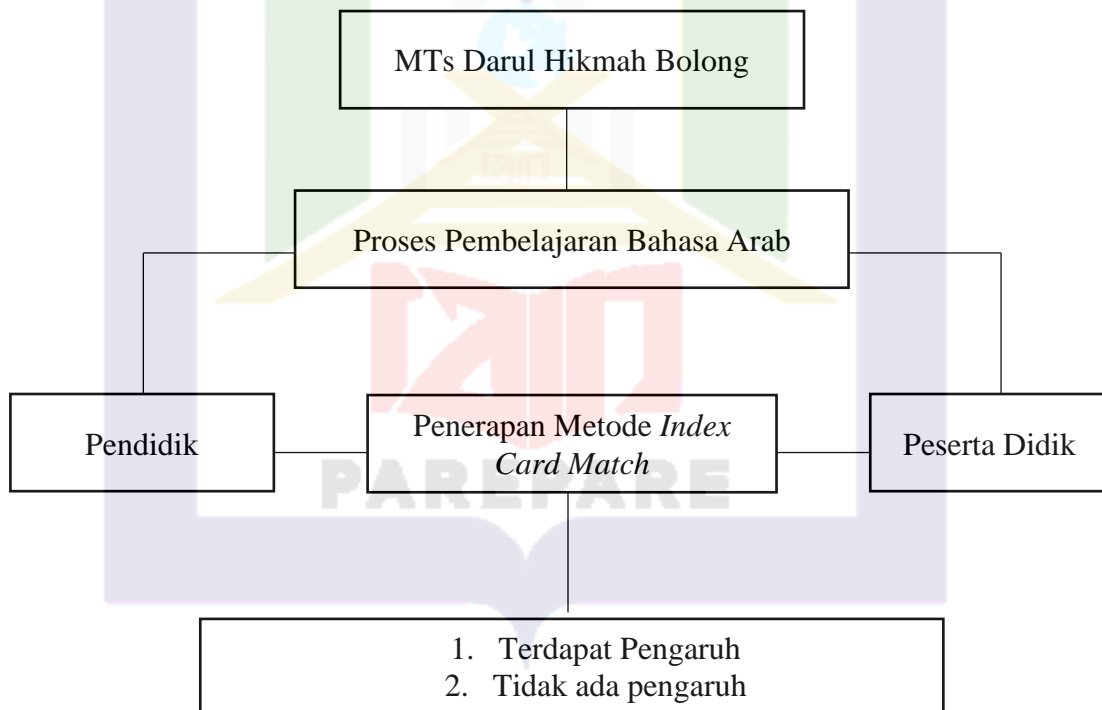 MTs Darul Hikmah Bolong
Proses Pembelajaran Bahasa Arab
Pendidik
Penerapan Metode Index
Card Match
Peserta Didik
PAREPARE
1. Terdapat Pengaruh
2. Tidak ada pengaruh